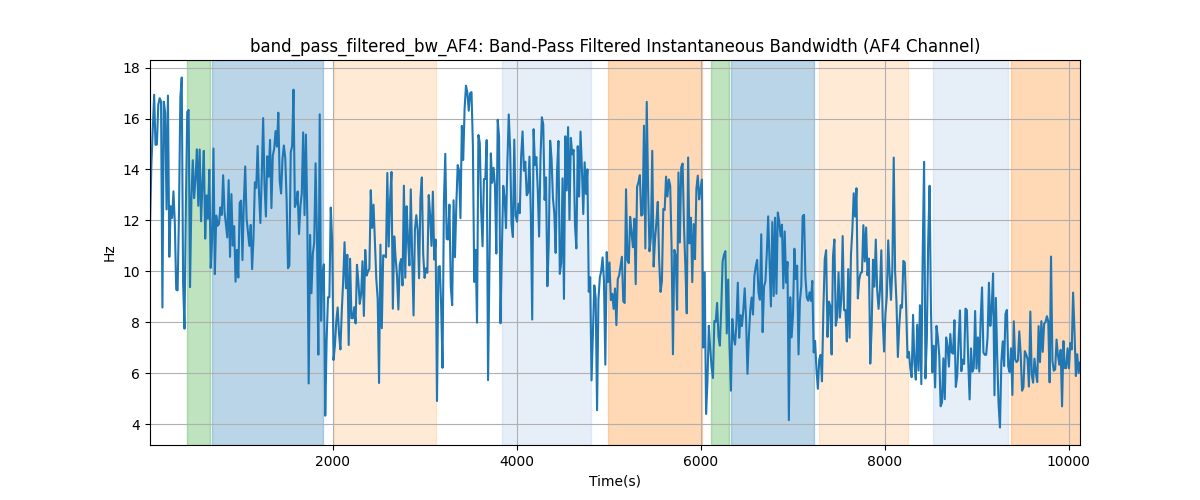 band_pass_filtered_bw_AF4: Band-Pass Filtered Instantaneous Bandwidth (AF4 Channel)
18
16
14
12
10
8
6
4
Hz
2000 4000 6000 8000 10000
Time(s)